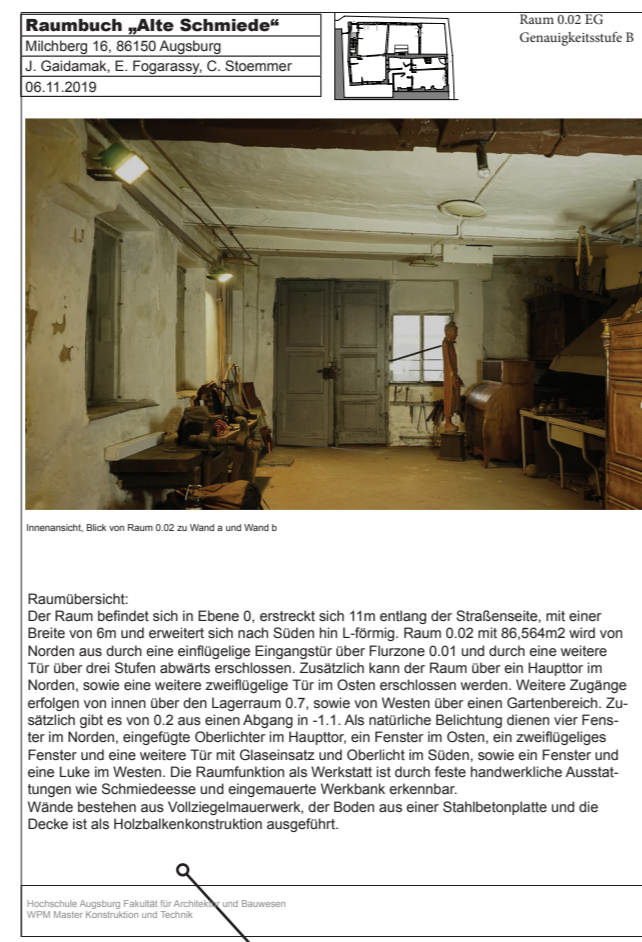 Raumbuch „Alte Schmiede“
Milchberg 16, 86150 Augsburg
J. Gaidamak, E. Fogarassy, C. Stoemmer
06.11.2019
Raum 0.02 EG
Genauigkeitsstufe B
Innenansicht, Blick von Raum 0.02 zu Wand a und Wand b
Raumübersicht:
Der Raum befindet sich in Ebene 0, erstreckt sich 11m entlang der Straßenseite, mit einer
Breite von 6m und erweitert sich nach Süden hin L-förmig. Raum 0.02 mit 86,564m2 wird von
Norden aus durch eine einflügelige Eingangstür über Flurzone 0.01 und durch eine weitere
Tür über drei Stufen abwärts erschlossen. Zusätzlich kann der Raum über ein Haupttor im
Norden, sowie eine weitere zweiflügelige Tür im Osten erschlossen werden. Weitere Zugänge
erfolgen von innen über den Lagerraum 0.7, sowie von Westen über einen Gartenbereich. Zu-
sätzlich gibt es von 0.2 aus einen Abgang in -1.1. Als natürliche Belichtung dienen vier Fens-
ter im Norden, eingefügte Oberlichter im Haupttor, ein Fenster im Osten, ein zweiflügeliges
Fenster und eine weitere Tür mit Glaseinsatz und Oberlicht im Süden, sowie ein Fenster und
eine Luke im Westen. Die Raumfunktion als Werkstatt ist durch feste handwerkliche Ausstat-
tungen wie Schmiedeesse und eingemauerte Werkbank erkennbar.
Wände bestehen aus Vollziegelmauerwerk, der Boden aus einer Stahlbetonplatte und die
Decke ist als Holzbalkenkonstruktion ausgeführt.
Hochschule Augsburg Fakultät für Architektur und Bauwesen
WPM Master Konstruktion und Technik